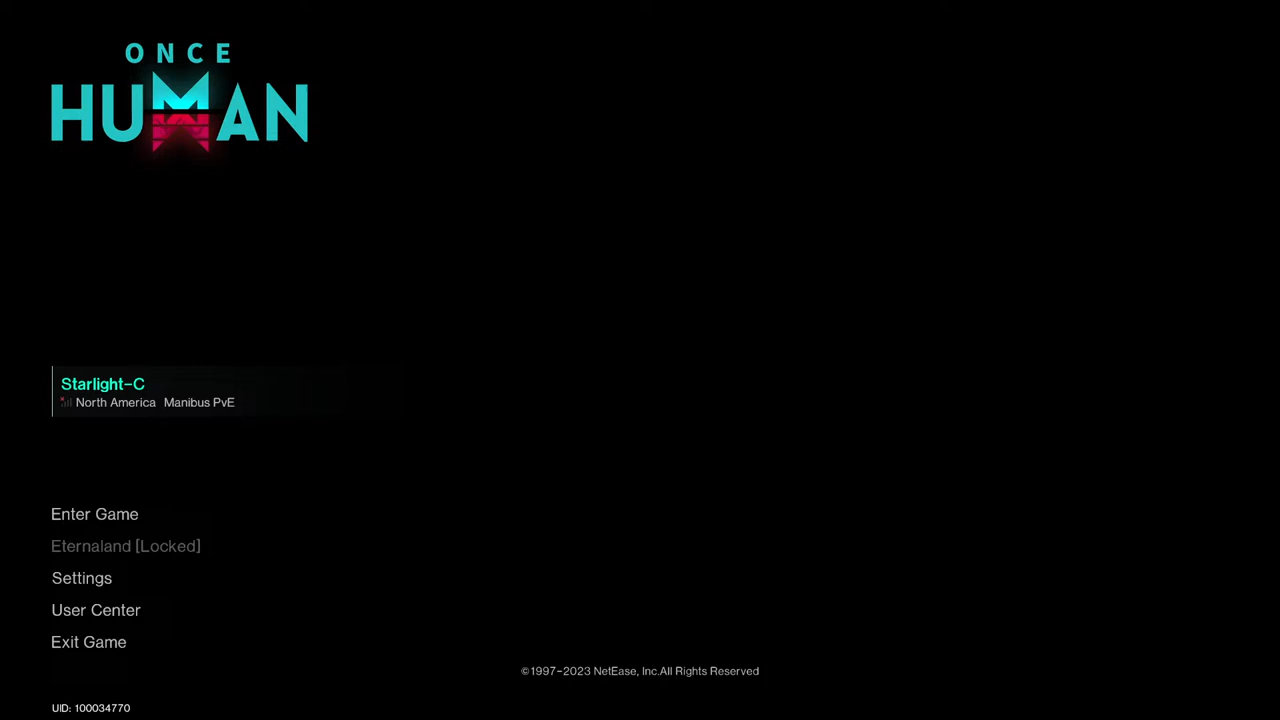 ONCE
HUMAN
Starlight-C
North America Manibus PvE
Enter Game
Eternaland [Locked]
Settings
User Center
Exit Game
©1997-2023 NetEase, Inc.All Rights Reserved
UID: 100034770